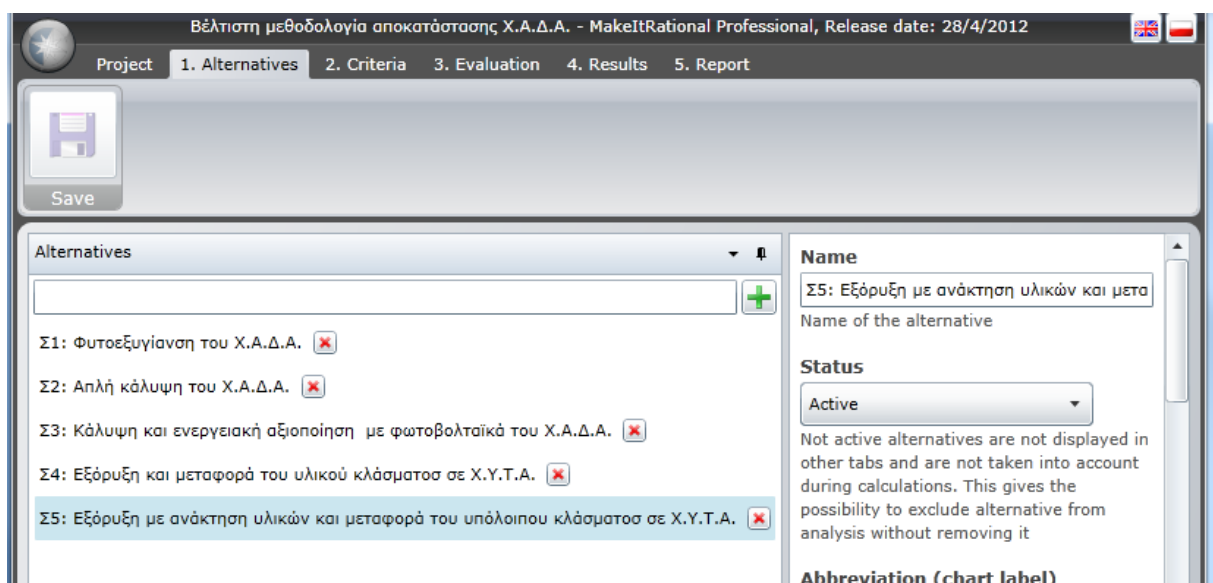 Βέλτιστη μεθοδολογία αποκατάστασης Χ.Α.Δ.Α. - MakeItRational Professional, Release date: 28/4/2012
Project 1. Alternatives 2. Criteria 3. Evaluation 4. Results 5. Report
Save
Alternatives
Σ1: Φυτοεξυγίανση του Χ.Α.Δ.Α.
Σ2: Απλή κάλυψη του Χ.Α.Δ.Α.
Σ3: Κάλυψη και ενεργειακή αξιοποίηση με φωτοβολταϊκά του Χ.Α.Δ.Α.
Σ4: Εξόρυξη και μεταφορά του υλικού κλάσματοσ σε Χ.Υ.Τ.Α.
Σ5: Εξόρυξη με ανάκτηση υλικών και μεταφορά του υπόλοιπου κλάσματοσ σε Χ.Υ.Τ.Α.
Name
Σ5: Εξόρυξη με ανάκτηση υλικών και μετα
Name of the alternative
Status
Active
Not active alternatives are not displayed in
other tabs and are not taken into account
during calculations. This gives the
possibility to exclude alternative from
analysis without removing it
Abbreviation (chart label)